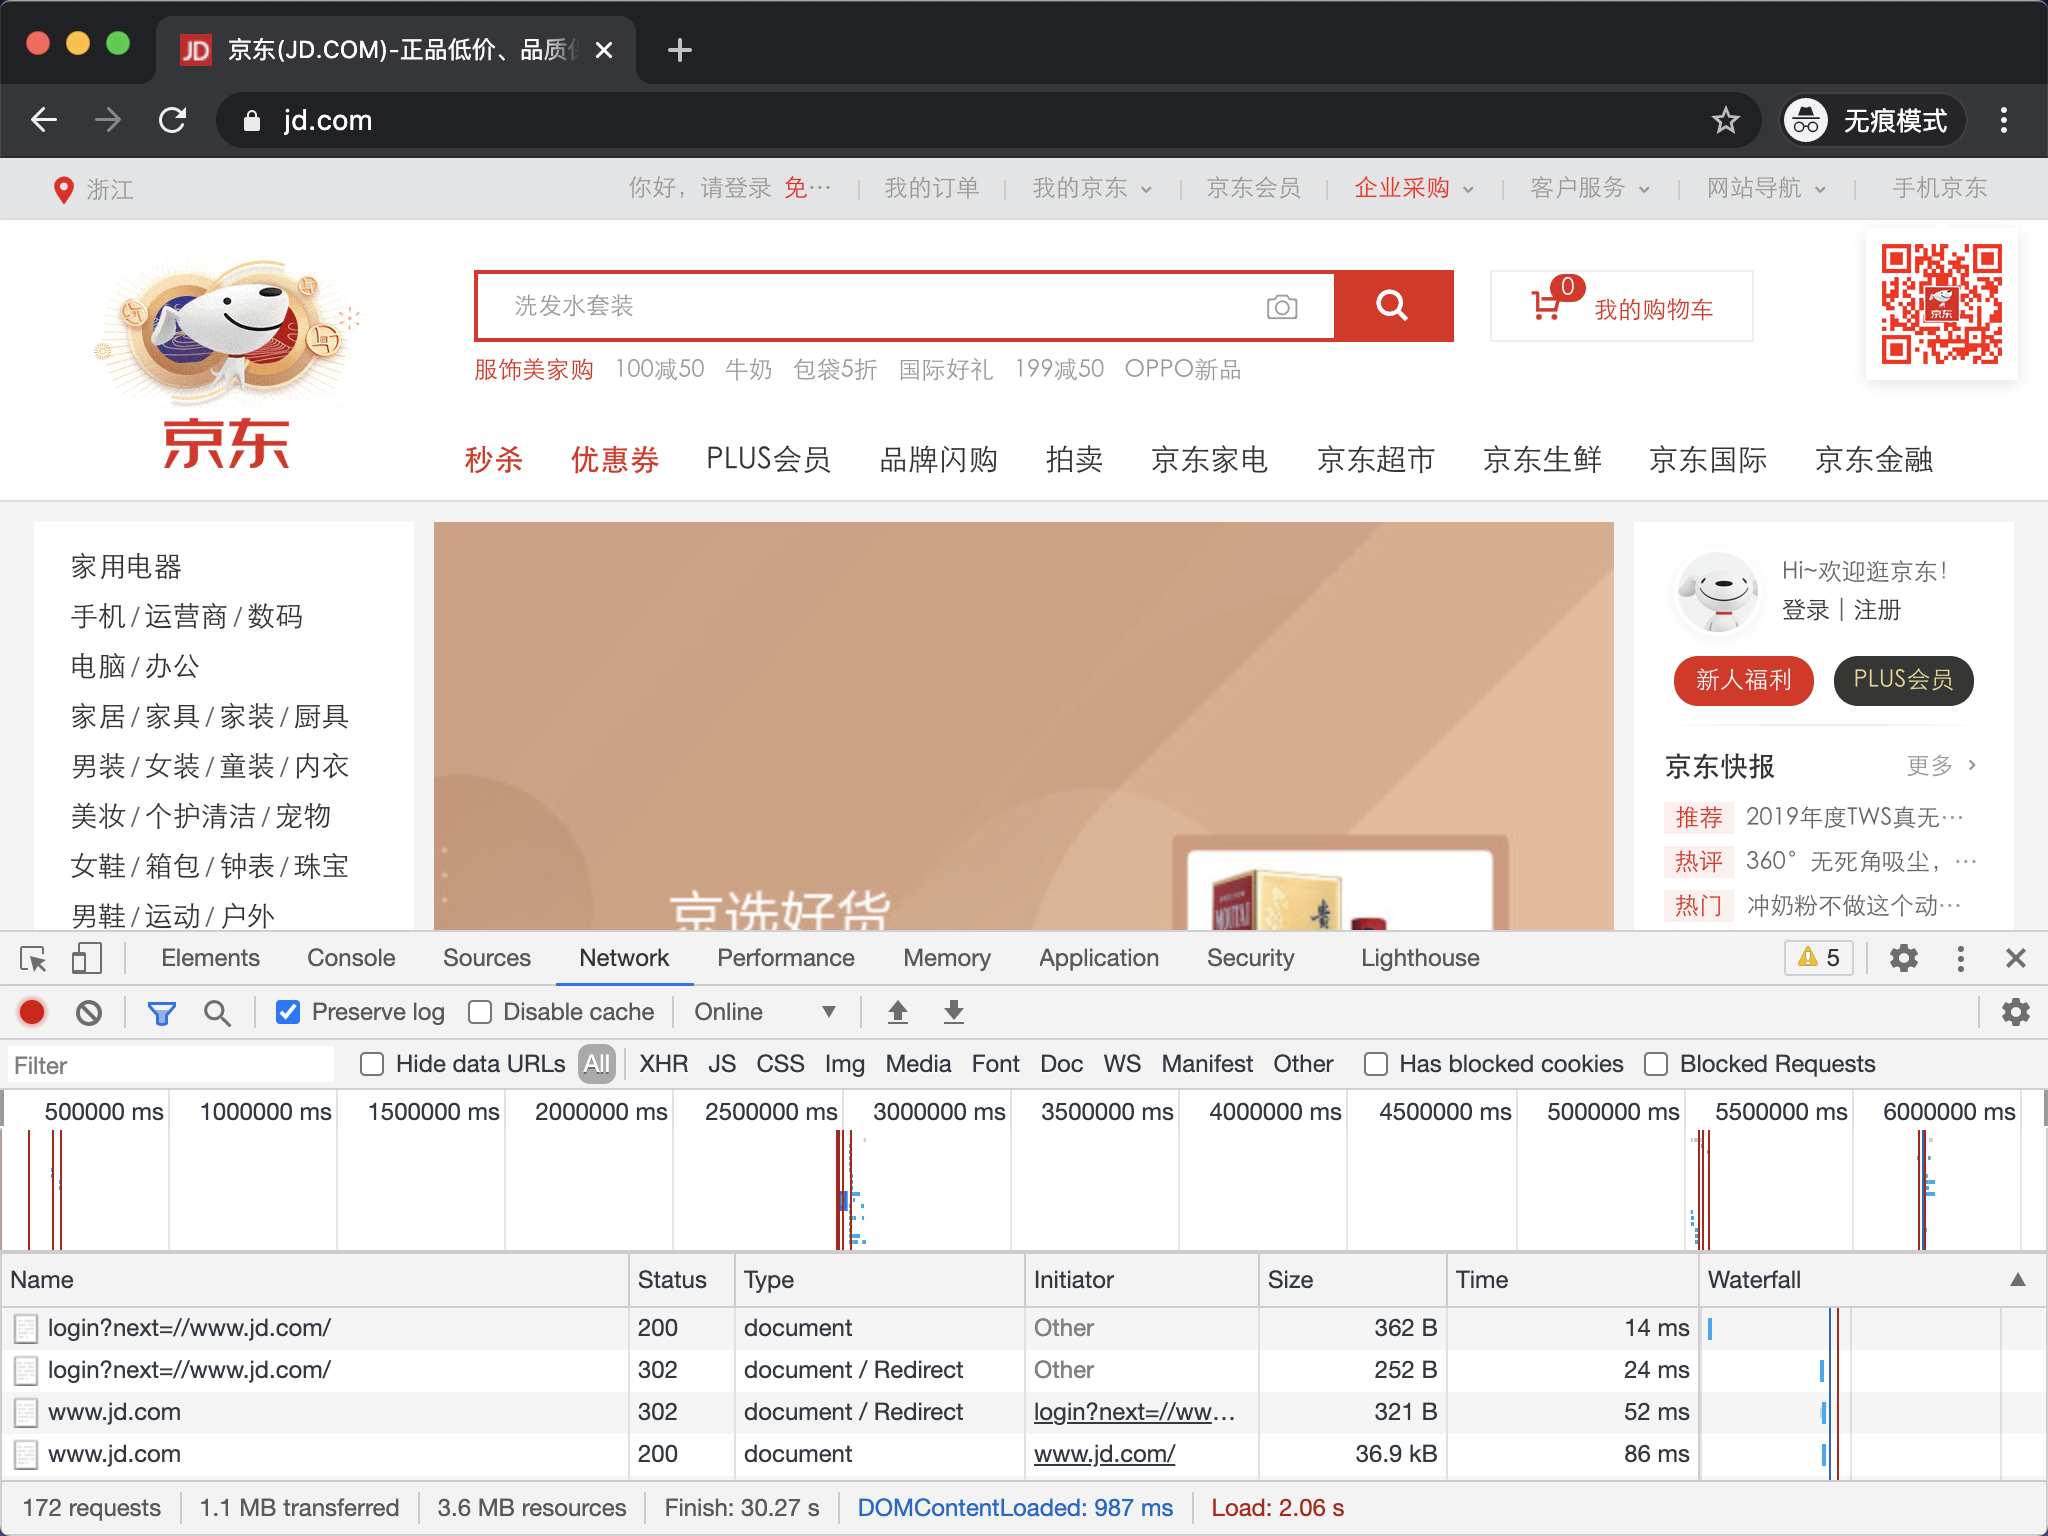 JD 京东(JD.COM)-正品低价、品质
jd.com 无痕模式
浙江 你好，请登录 免··· 我的订单 我的京东 京东会员 企业采购 客户服务 网站导航 手机京东
洗发水套装 0 我的购物车
京东
服饰美家购 100减50 牛奶 包袋5折 国际好礼 199减50 OPPO新品
京东
秒杀 优惠券 PLUS会员 品牌闪购 拍卖 京东家电 京东超市 京东生鲜 京东国际 京东金融
家用电器
手机/运营商/数码
电脑/办公
家居/家具/家装/厨具
男装/女装/童装/内衣
美妆/个护清洁/宠物
女鞋/箱包/钟表/珠宝
男鞋/运动/户外
京选好货
MOUTAI 贵
Hi~欢迎逛京东！
登录|注册
新人福利 PLUS会员
京东快报 更多
推荐 2019年度TWS真无···
热评 360°无死角吸尘，···
热门 冲奶粉不做这个动···
Elements Console Sources Network Performance Memory Application Security Lighthouse 5
Preserve log Disable cache Online
Filter Hide data URLs All XHR JS CSS Img Media Font Doc WS Manifest Other Has blocked cookies Blocked Requests
500000 ms 1000000 ms 1500000 ms 2000000 ms 2500000 ms 3000000 ms 3500000 ms 4000000 ms 4500000 ms 5000000 ms 5500000 ms 6000000 ms
Name Status Type Initiator Size Time Waterfall
login?next=//www.jd.com/ 200 document Other 362 B 14 ms
login?next=//www.jd.com/ 302 document / Redirect Other 252 B 24 ms
www.jd.com 302 document / Redirect login?next=//ww… 321 B 52 ms
www.jd.com 200 document www.jd.com/ 36.9 kB 86 ms
172 requests 1.1 MB transferred 3.6 MB resources Finish: 30.27 s DOMContentLoaded: 987 ms Load: 2.06 s